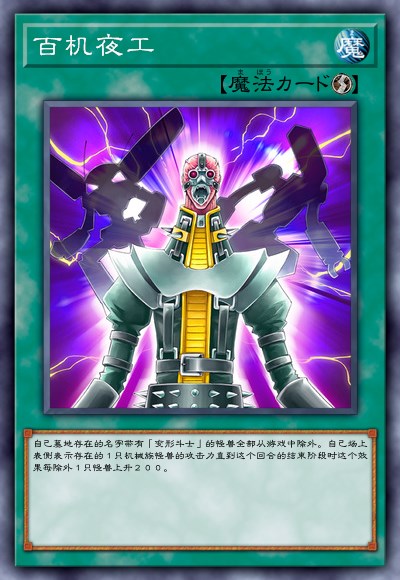 百机夜工
魔
【魔法カード】
まほう
自己墓地存在的名字带有「变形斗士」的怪兽全部从游戏中除外。自己场上
表侧表示存在的1只机械族怪兽的攻击力直到这个回合的结束阶段时这个效
果每除外1只怪兽上升200。